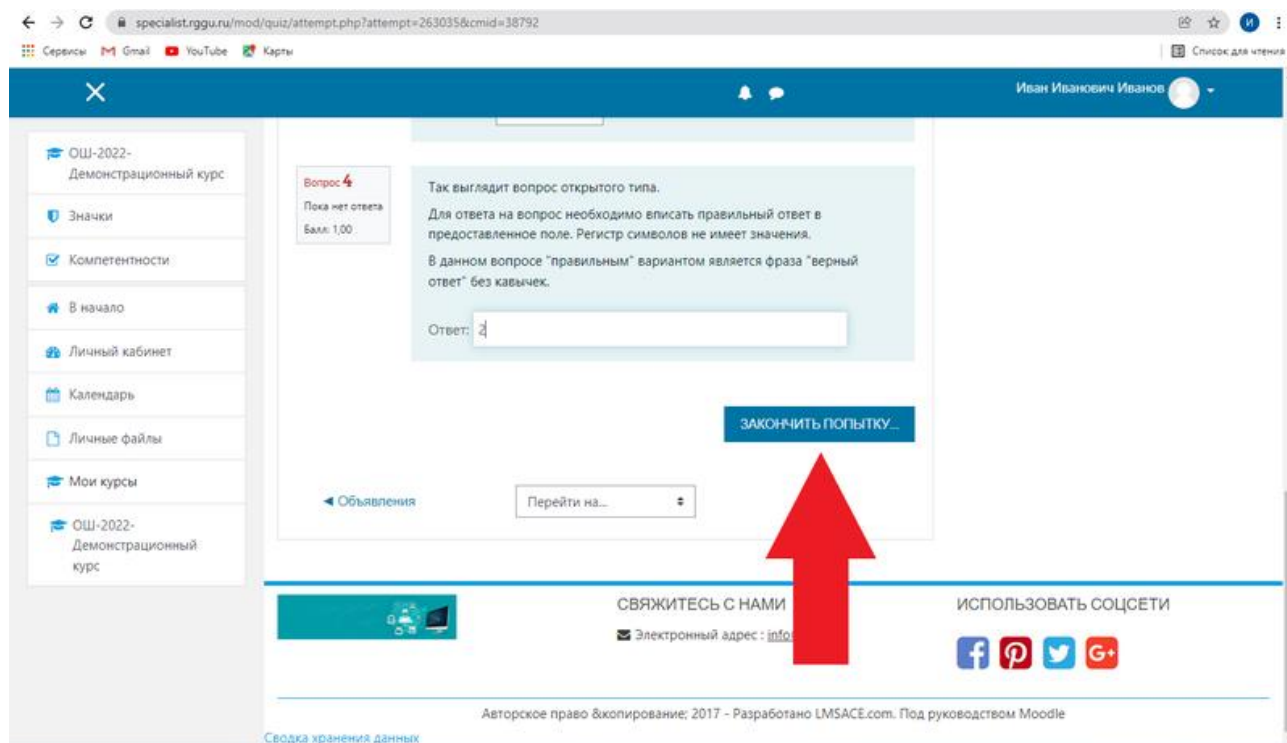 specialist.rggu.ru/mod/quiz/attempt.php?attempt=263035&cmid=38792
И
Сервисы Gmail YouTube Карты Список для чтения
Иван Иванович Иванов
ОШ-2022-
Демонстрационный курс
Значки
Компетентности
В начало
Личный кабинет
Календарь
Личные файлы
Мои курсы
ОШ-2022-
Демонстрационный
курс
Вопрос 4
Пока нет ответа
Балл: 1,00
Так выглядит вопрос открытого типа.
Для ответа на вопрос необходимо вписать правильный ответ в
предоставленное поле. Регистр символов не имеет значения.
В данном вопросе "правильным" вариантом является фраза "верный
ответ" без кавычек.
Ответ: 2
ЗАКОНЧИТЬ ПОПЫТКУ...
Объявления
Перейти на...
СВЯЖИТЕСЬ С НАМИ
Электронный адрес :
ИСПОЛЬЗОВАТЬ СОЦСЕТИ
G+
Авторское право &копирование; 2017 - Разработано LMSACE.com. Под руководством Moodle
Сводка хранения данных